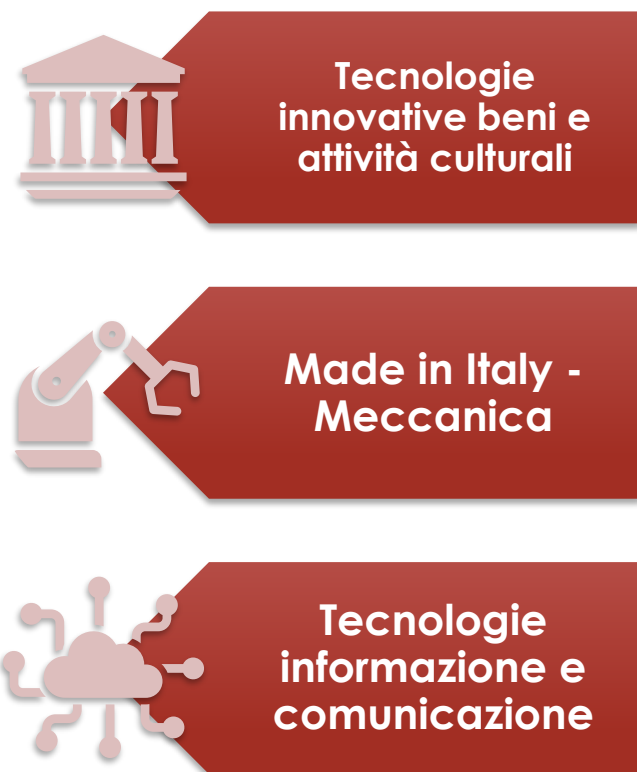 Tecnologie
innovative beni e
attività culturali
Made in Italy -
Meccanica
Tecnologie
informazione e
comunicazione